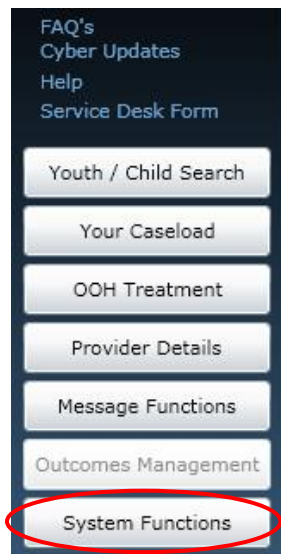 FAQ's
Cyber Updates
Help
Service Desk Form
Youth / Child Search
Your Caseload
OOH Treatment
Provider Details
Message Functions
Outcomes Management
System Functions